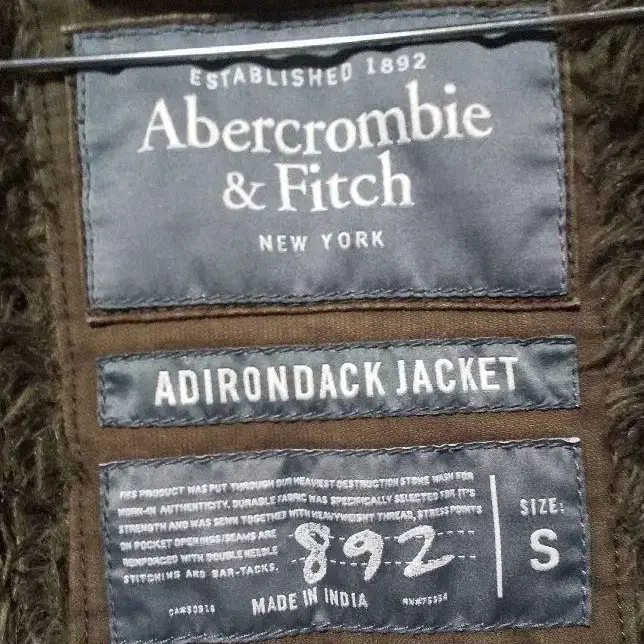 ESTABLISHED 1892
Abercrombie
& Fitch
NEW YORK
ADIRONDACK JACKET
THIS PRODUCT WAS PUT THROUGH OUR HEAVIEST DESTRUCTION STONE WASH FOR
WORN-IN AUTHENTICITY. DURABLE FABRIC WAS SPECIFICALLY SELECTED FOR IT'S
STRENGTH AND WAS SEWN TOGETHER WITH HEAVYWEIGHT THREAD, STRESS POINTS
ON POCKET OPENINGS/SEAMS ARE
REINFORCED WITH DOUBLE NEEDLE
STITCHING AND BAR-TACKS.
892
SIZE:
S
MADE IN INDIA